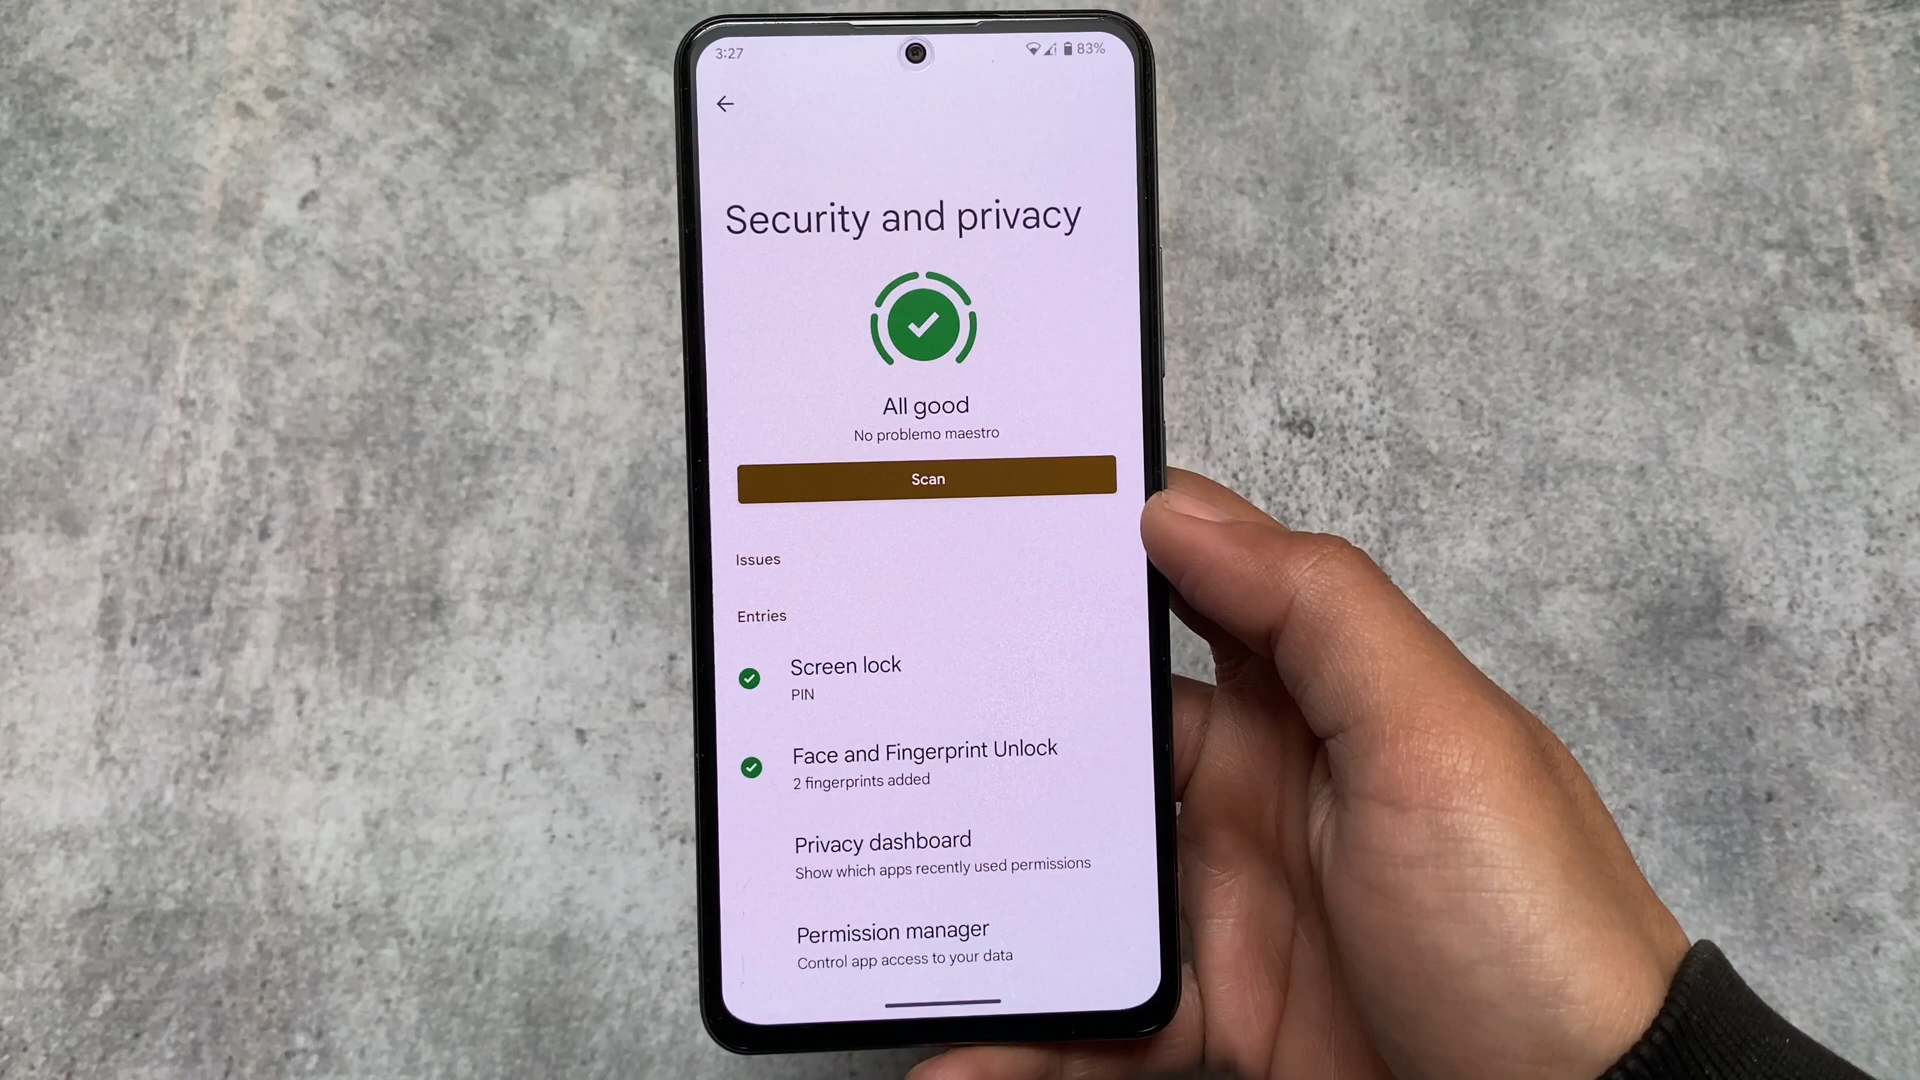 3:27
83%
Security and privacy
All good
No problemo maestro
Scan
Issues
Entries
Screen lock
PIN
Face and Fingerprint Unlock
2 fingerprints added
Privacy dashboard
Show which apps recently used permissions
Permission manager
Control app access to your data